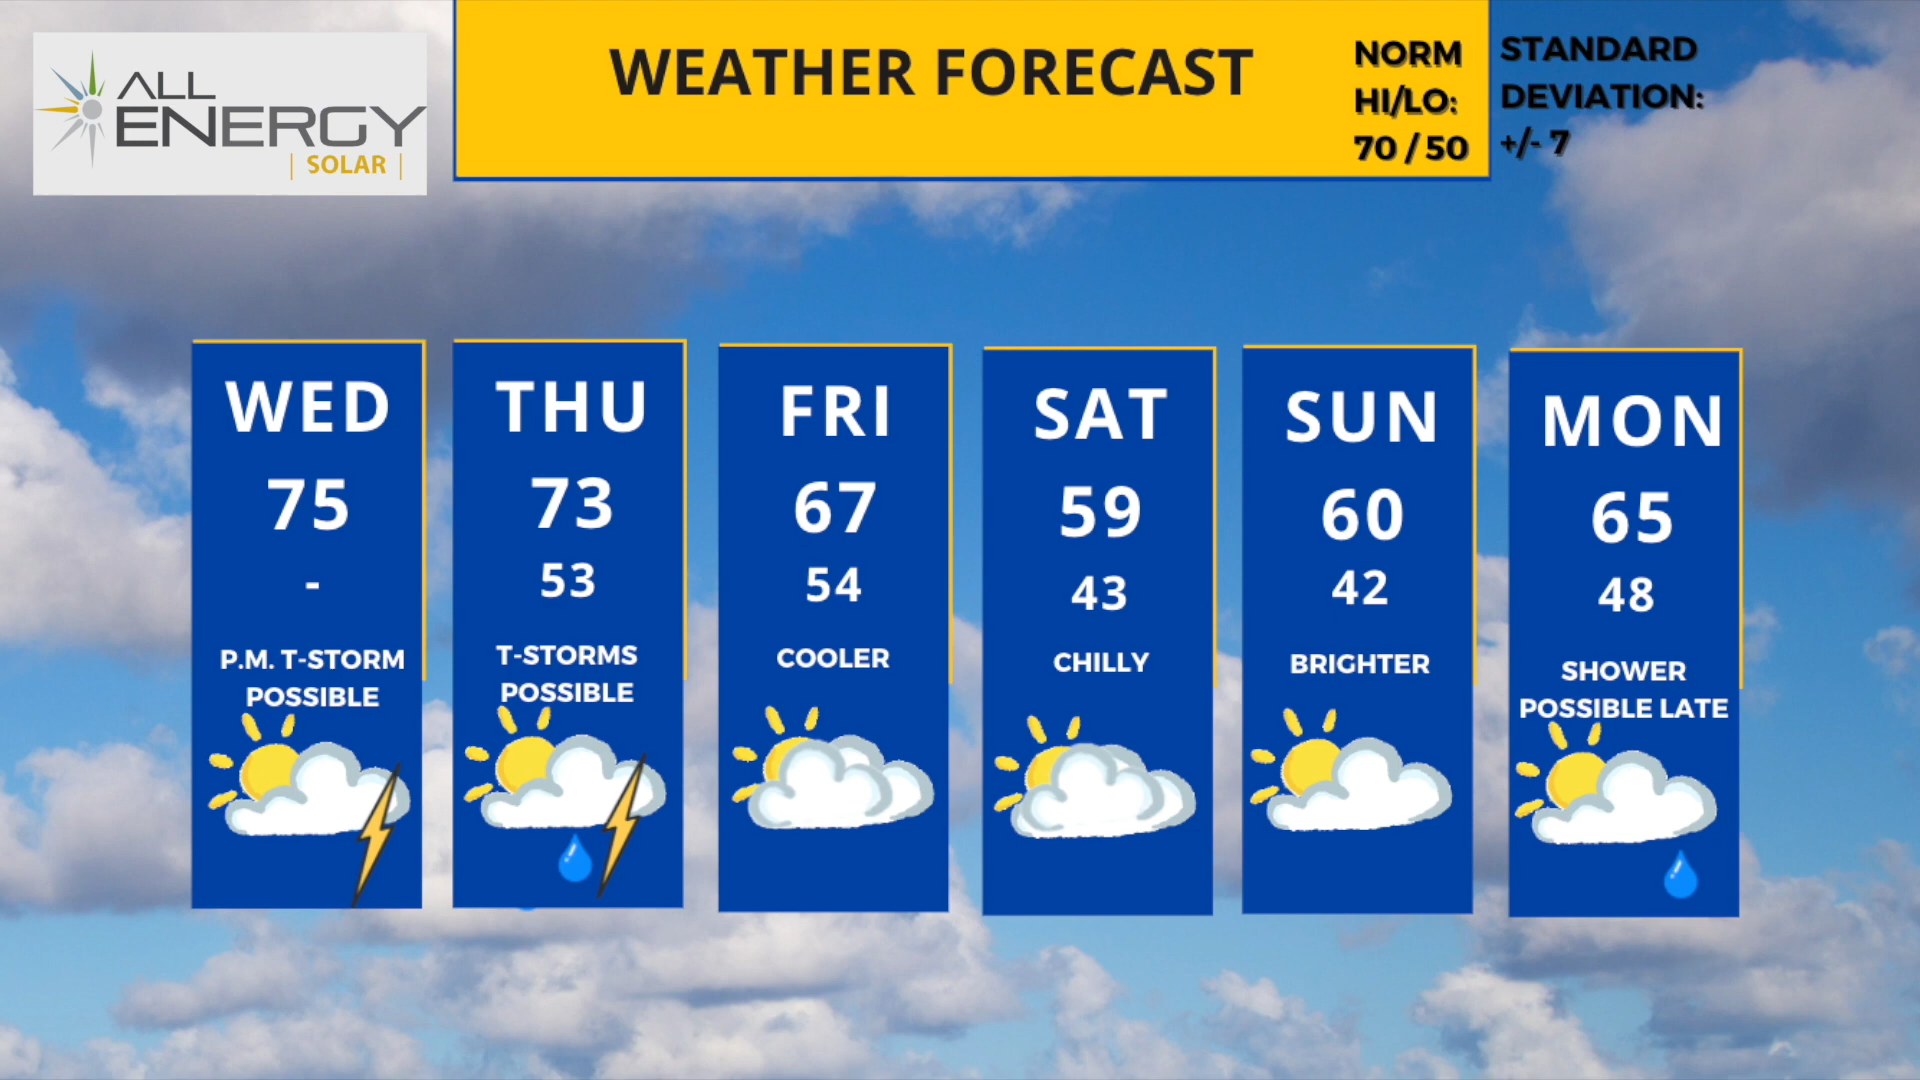 ALL
ENERGY
| SOLAR |
WEATHER FORECAST
NORM
HI/LO:
70 / 50
STANDARD
DEVIATION:
+/- 7
WED
75
-
P.M. T-STORM
POSSIBLE
THU
73
53
T-STORMS
POSSIBLE
FRI
67
54
COOLER
SAT
59
43
CHILLY
SUN
60
42
BRIGHTER
MON
65
48
SHOWER
POSSIBLE LATE